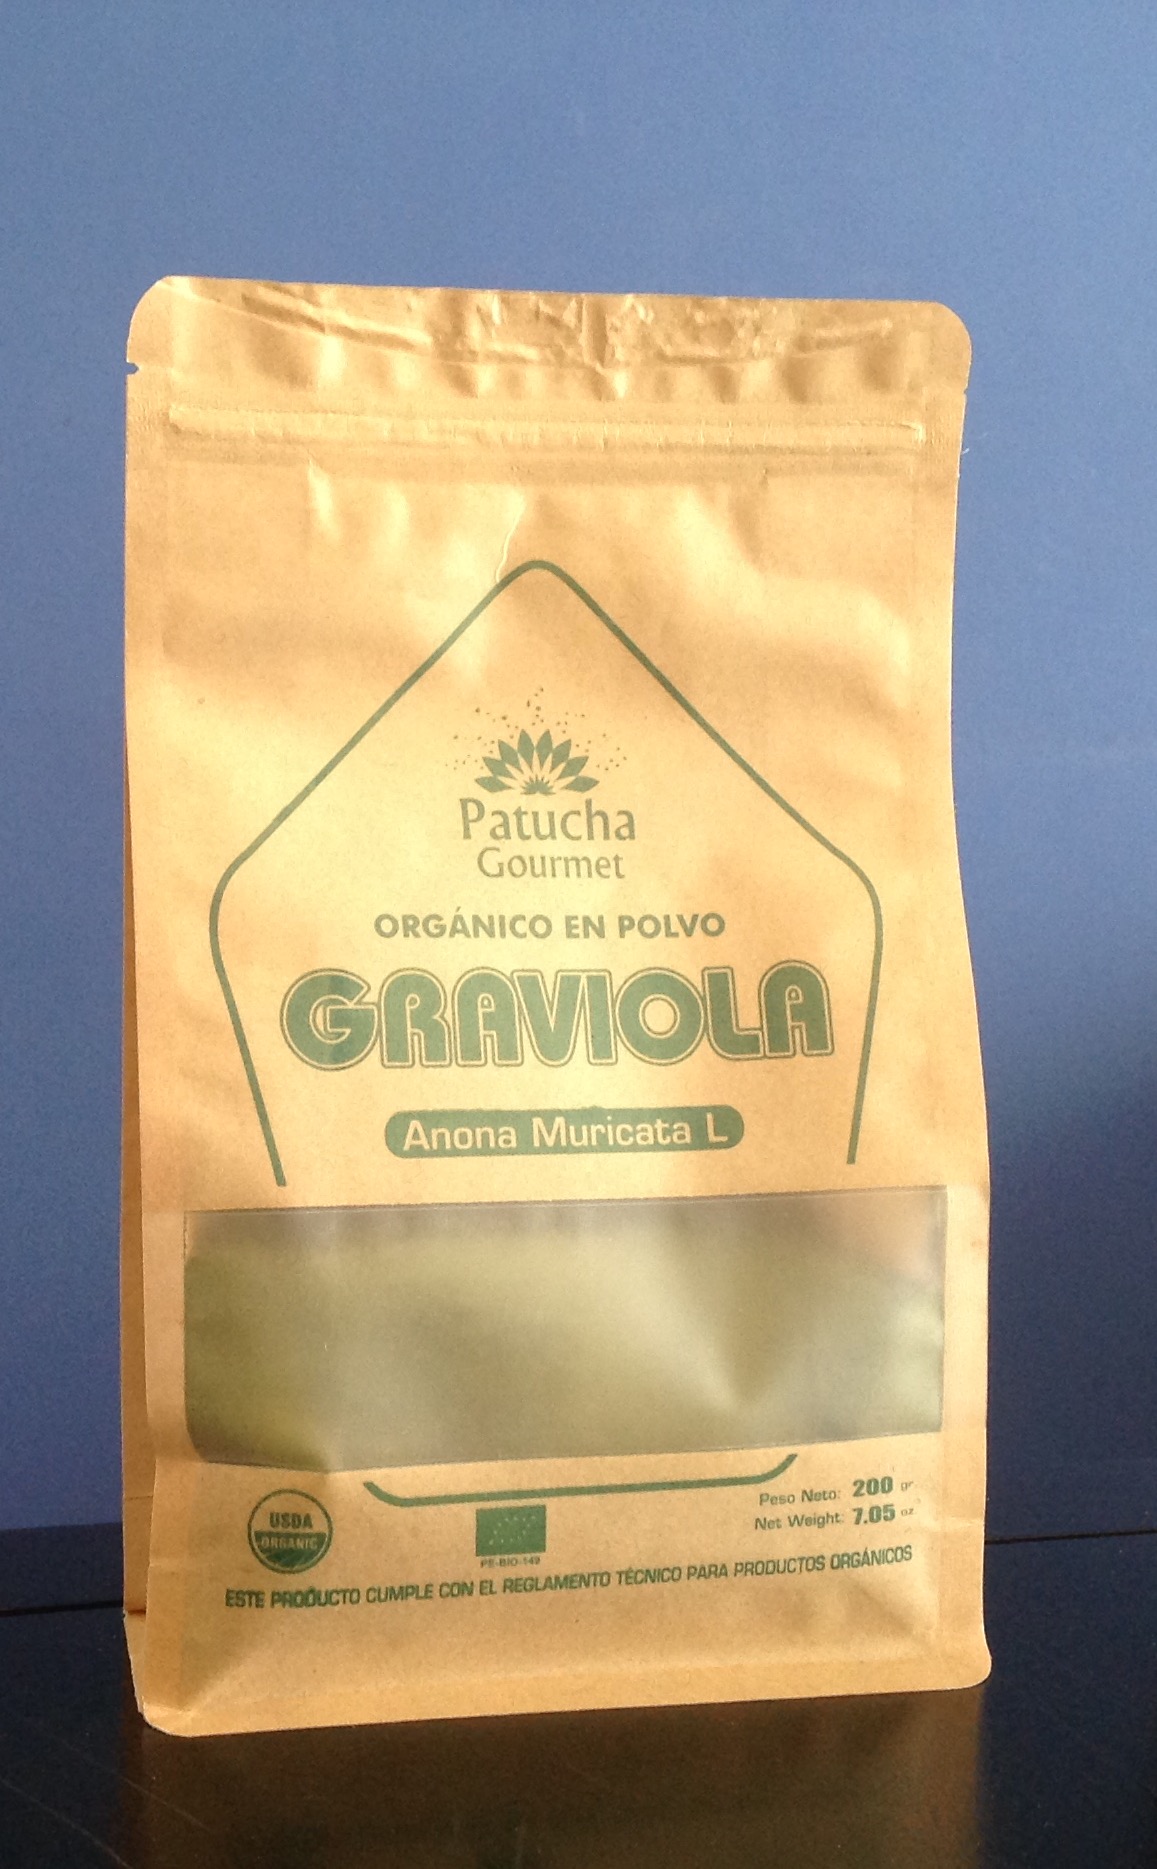 Patucha
Gourmet
ORGÁNICO EN POLVO
GRAVIOLA
Anona Muricata L
USDA
ORGANIC
PE-BIO-149
Peso Neto: 200 gr
Net Weight: 7.05 oz
ESTE PRODUCTO CUMPLE CON EL REGLAMENTO TÉCNICO PARA PRODUCTOS ORGÁNICOS